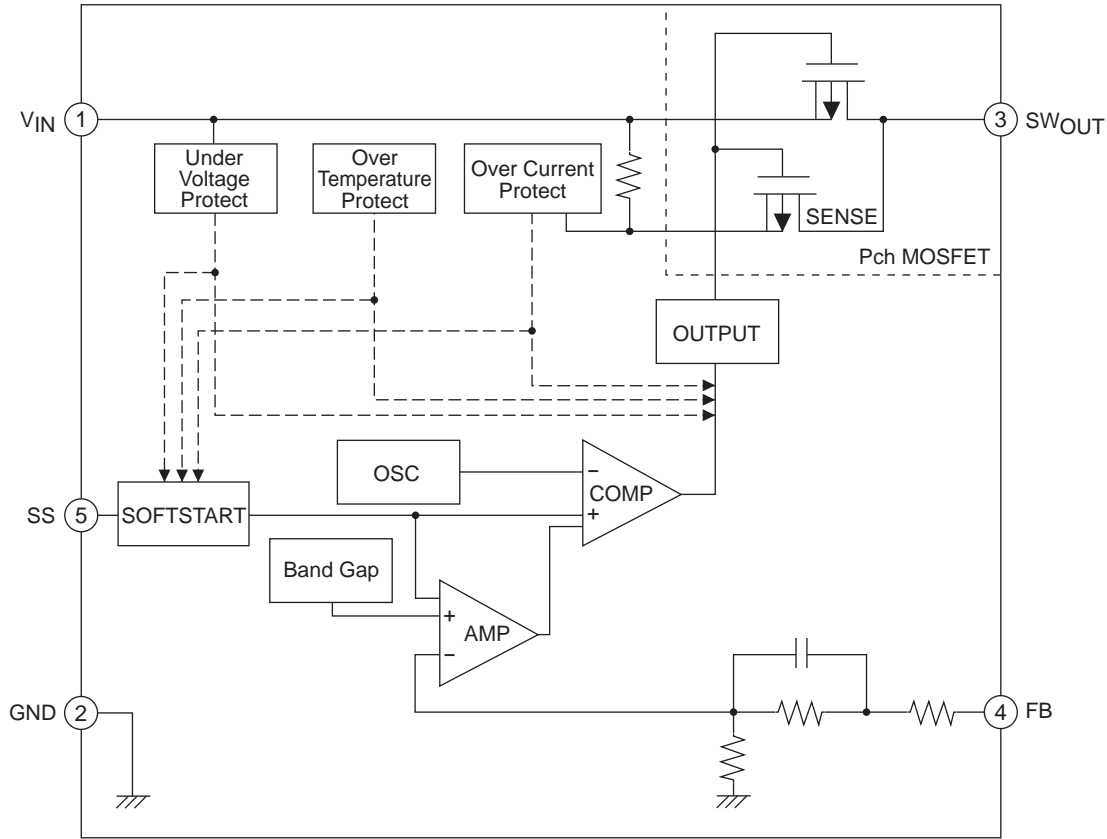 VIN
1
3
SWOUT
Under
Voltage
Protect
Over
Temperature
Protect
Over Current
Protect
SENSE
Pch MOSFET
OUTPUT
OSC
−
COMP
+
SS
5
SOFTSTART
Band Gap
+
AMP
−
GND
2
4
FB